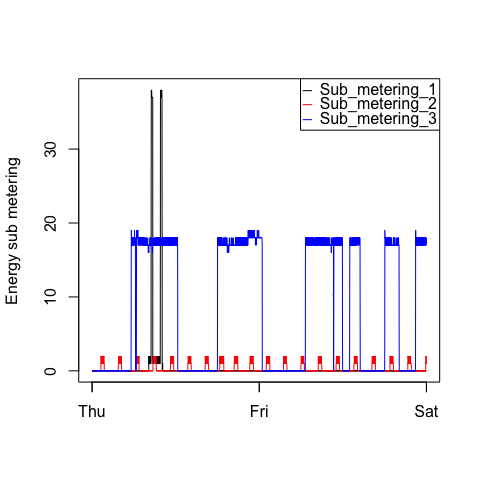 Sub_metering_1
Sub_metering_2
Sub_metering_3
Energy sub metering
30
20
10
0
Thu Fri Sat